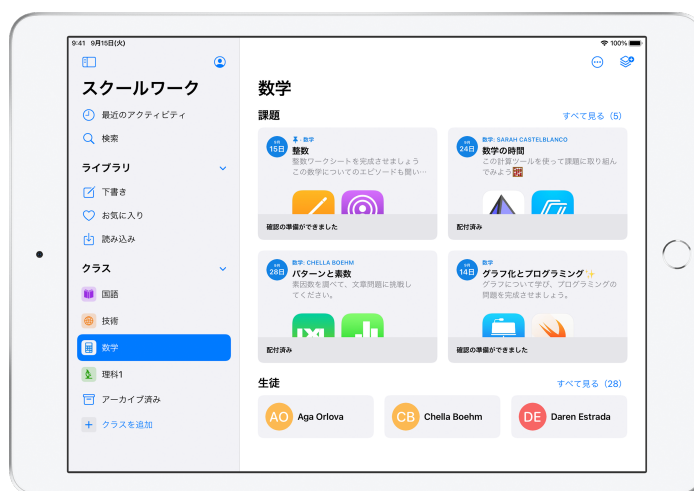 9:41 9月15日(火)
100%
スクールワーク
最近のアクティビティ
検索
ライブラリ
下書き
お気に入り
読み込み
クラス
国語
技術
数学
理科1
アーカイブ済み
クラスを追加
数学
課題
すべて見る（5）
9月
15日
・数学
整数
整数ワークシートを完成させましょう
この数学についてのエピソードも聞い…
確認の準備ができました
9月
24日
数学: SARAH CASTELBLANCO
数学の時間
この計算ツールを使って課題に取り組ん
でみよう
配付済み
9月
28日
数学: CHELLA BOEHM
パターンと素数
素因数を調べて、文章問題に挑戦し
てください。
配付済み
9月
14日
数学
グラフ化とプログラミング✨
グラフについて学び、プログラミングの
問題を完成させましょう。
確認の準備ができました
生徒
すべて見る（28）
AO Aga Orlova
CB Chella Boehm
DE Daren Estrada